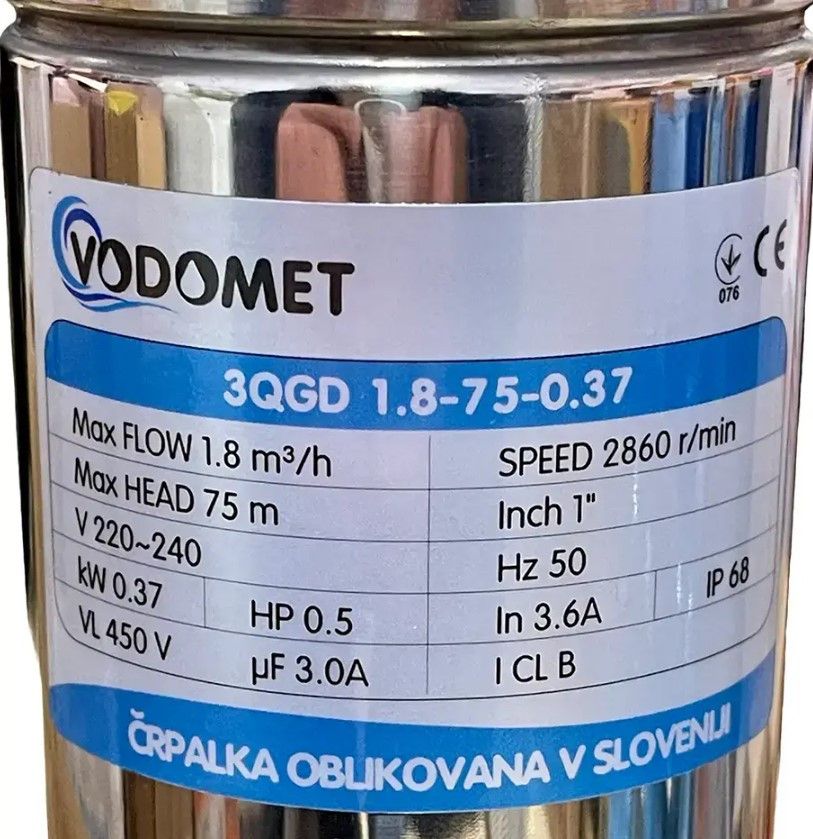 VODOMET
076
CE
3QGD 1.8-75-0.37
Max FLOW 1.8 m³/h
SPEED 2860 r/min
Max HEAD 75 m
Inch 1"
V 220~240
Hz 50
kW 0.37
HP 0.5
In 3.6A
IP 68
VL 450 V
µF 3.0A
I CL B
ČRPALKA OBLIKOVANA V SLOVENIJI